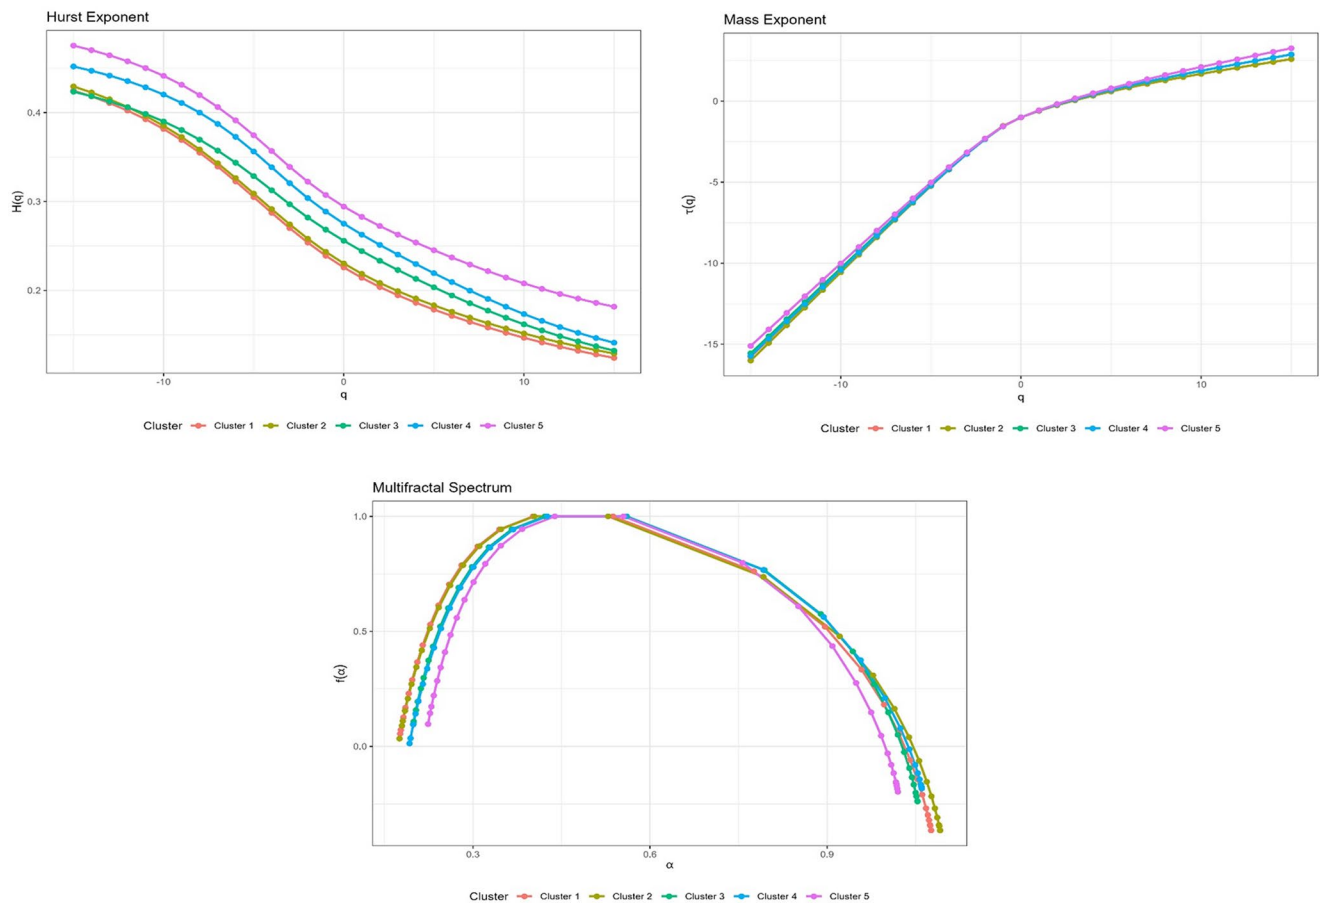 Hurst Exponent
H(q)
0.4
0.3
0.2
-10
0
10
q
Cluster Cluster 1 Cluster 2 Cluster 3 Cluster 4 Cluster 5
Mass Exponent
τ(q)
0
-5
-10
-15
-10
0
10
q
Cluster Cluster 1 Cluster 2 Cluster 3 Cluster 4 Cluster 5
Multifractal Spectrum
f(α)
1.0
0.5
0.0
0.3
0.6
0.9
α
Cluster Cluster 1 Cluster 2 Cluster 3 Cluster 4 Cluster 5